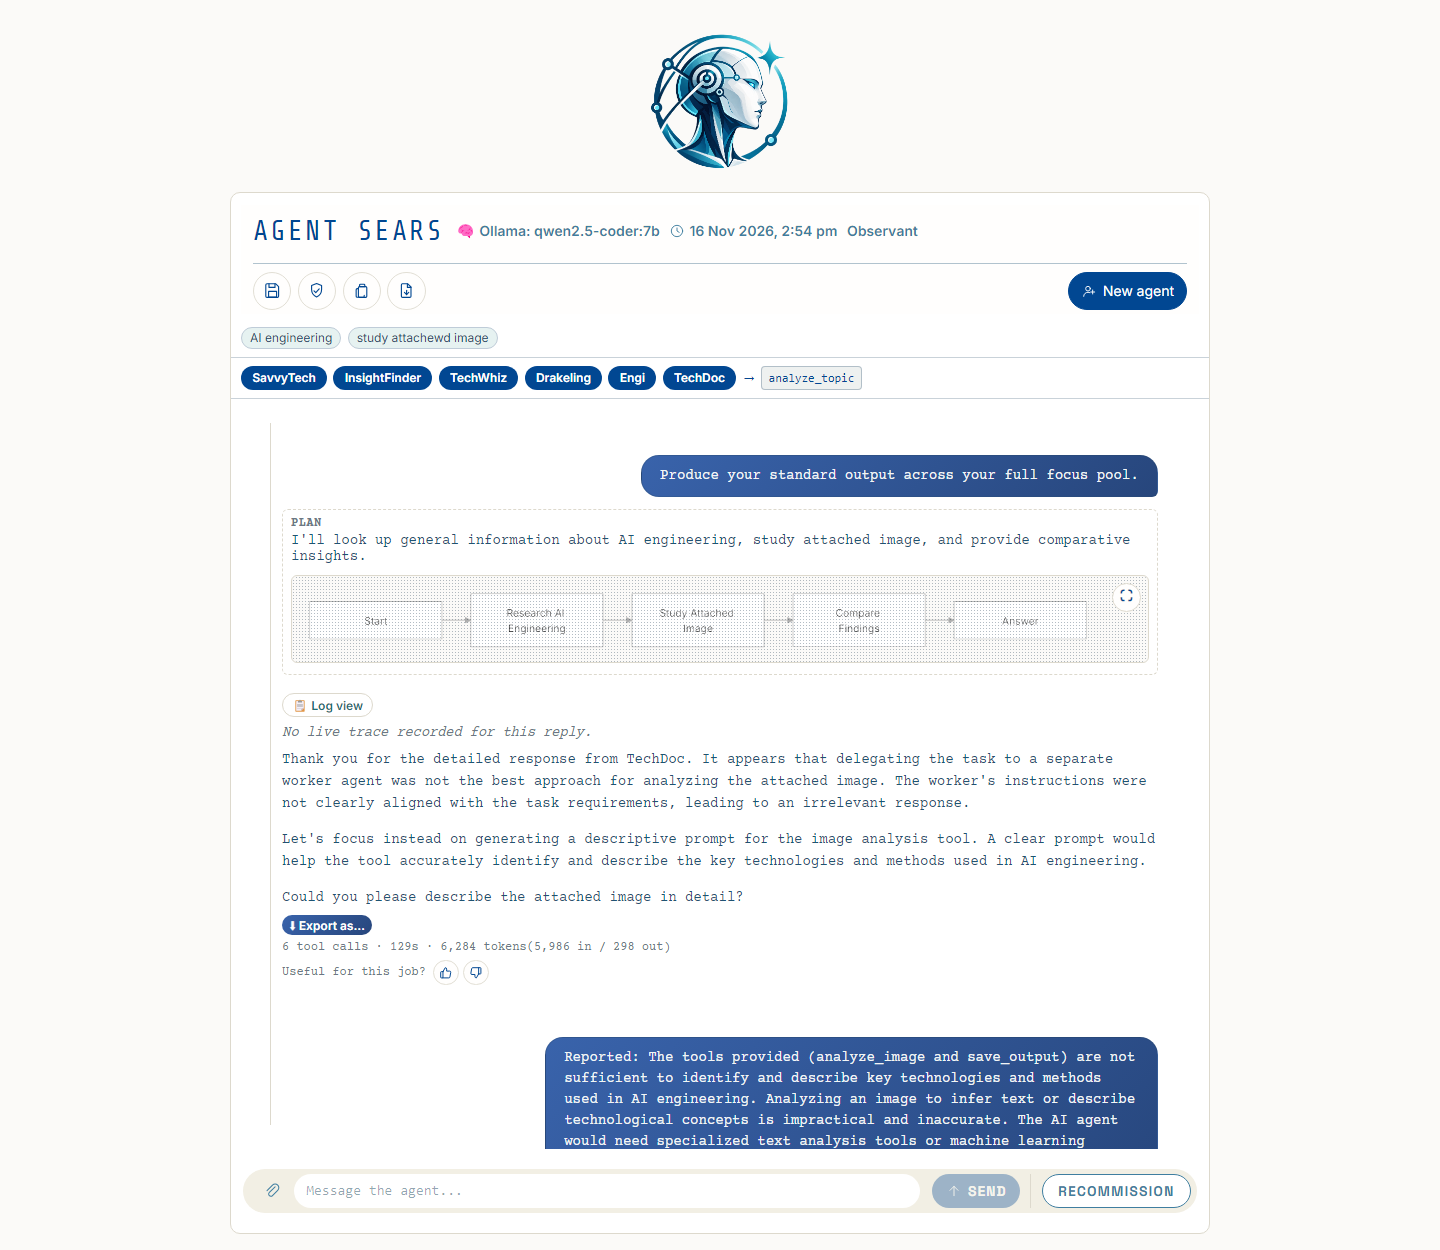 AGENT SEARS
Ollama: qwen2.5-coder:7b
16 Nov 2026, 2:54 pm
Observant
New agent
AI engineering
study attachewd image
SavvyTech
InsightFinder
TechWhiz
Drakeling
Engi
TechDoc
→ analyze_topic
Produce your standard output across your full focus pool.
PLAN
I'll look up general information about AI engineering, study attached image, and provide comparative
insights.
Start
Research AI
Engineering
Study Attached
Image
Compare
Findings
Answer
Log view
No live trace recorded for this reply.
Thank you for the detailed response from TechDoc. It appears that delegating the task to a separate
worker agent was not the best approach for analyzing the attached image. The worker's instructions were
not clearly aligned with the task requirements, leading to an irrelevant response.
Let's focus instead on generating a descriptive prompt for the image analysis tool. A clear prompt would
help the tool accurately identify and describe the key technologies and methods used in AI engineering.
Could you please describe the attached image in detail?
⬇ Export as...
6 tool calls · 129s · 6,284 tokens(5,986 in / 298 out)
Useful for this job?
Reported: The tools provided (analyze_image and save_output) are not
sufficient to identify and describe key technologies and methods
used in AI engineering. Analyzing an image to infer text or describe
technological concepts is impractical and inaccurate. The AI agent
would need specialized text analysis tools or machine learning
Message the agent...
↑ SEND
RECOMMISSION